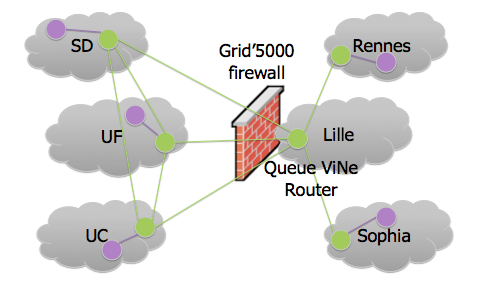 SD
Grid’5000
firewall
Rennes
UF
Lille
Queue ViNe
Router
UC
Sophia